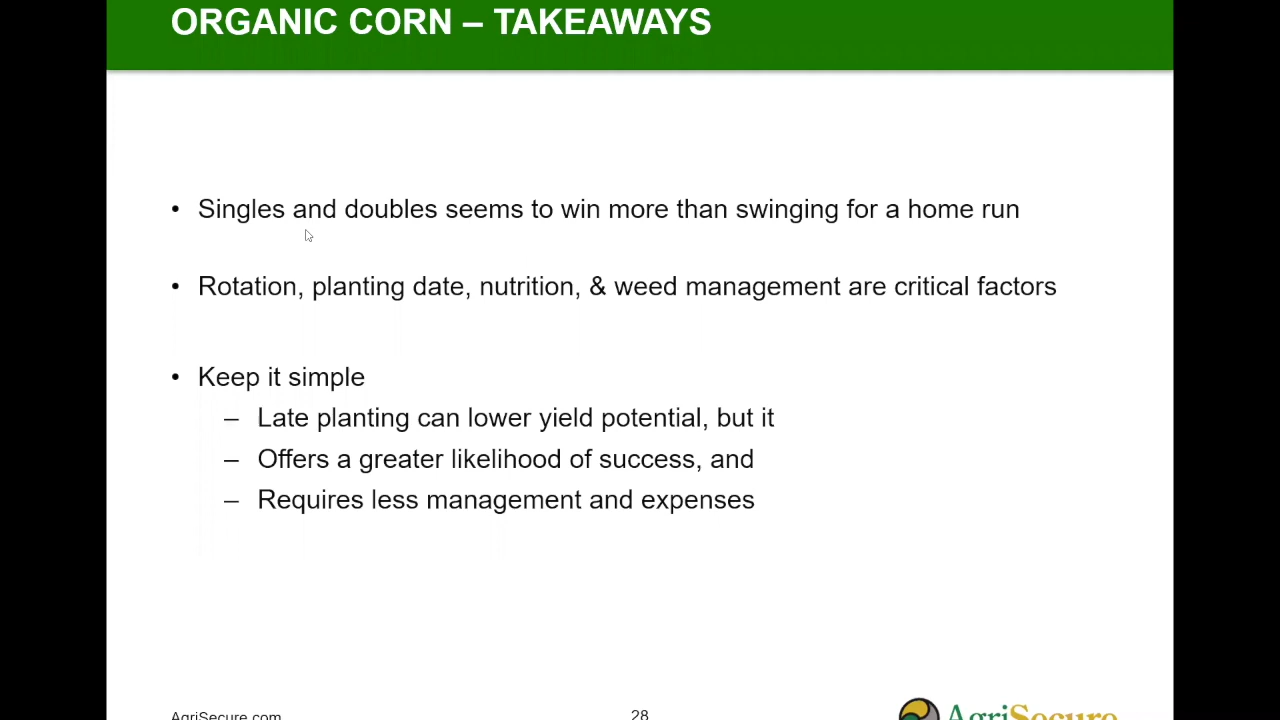 ORGANIC CORN – TAKEAWAYS
• Singles and doubles seems to win more than swinging for a home run
• Rotation, planting date, nutrition, & weed management are critical factors
• Keep it simple
– Late planting can lower yield potential, but it
– Offers a greater likelihood of success, and
– Requires less management and expenses
AgriSecure.com
28
AgriSecure